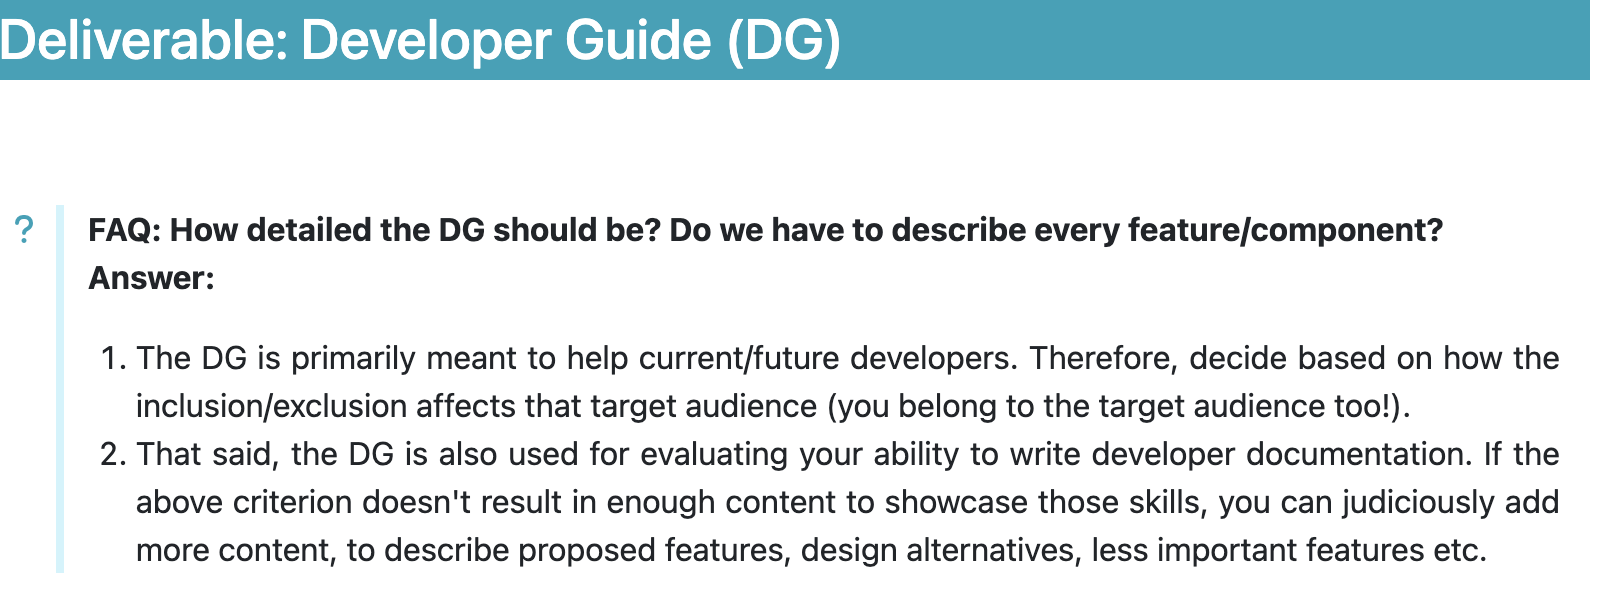 Deliverable: Developer Guide (DG)
? FAQ: How detailed the DG should be? Do we have to describe every feature/component?
Answer:
1. The DG is primarily meant to help current/future developers. Therefore, decide based on how the
inclusion/exclusion affects that target audience (you belong to the target audience too!).
2. That said, the DG is also used for evaluating your ability to write developer documentation. If the
above criterion doesn't result in enough content to showcase those skills, you can judiciously add
more content, to describe proposed features, design alternatives, less important features etc.